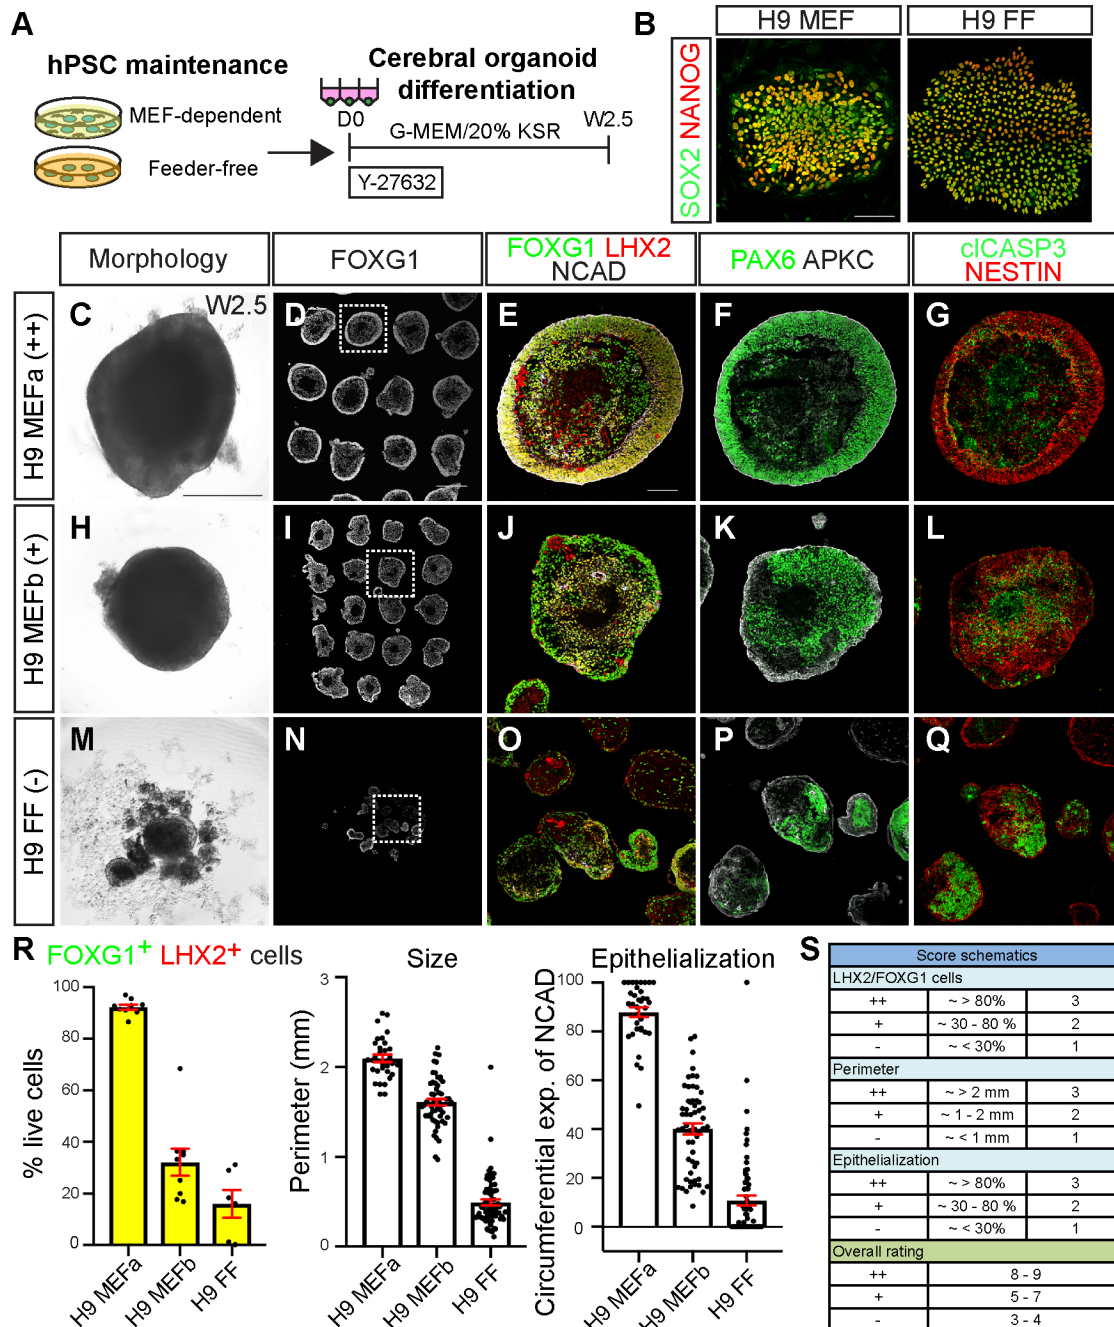 A
hPSC maintenance
MEF-dependent
Feeder-free
Cerebral organoid
differentiation
D0
W2.5
G-MEM/20% KSR
Y-27632
B
H9 MEF
H9 FF
SOX2 NANOG
Morphology
FOXG1
FOXG1 LHX2
NCAD
PAX6 APKC
clCASP3
NESTIN
H9 MEFa (++)
C
W2.5
D
E
F
G
H9 MEFb (+)
H
I
J
K
L
H9 FF (-)
M
N
O
P
Q
R
FOXG1+ LHX2+ cells
% live cells
100
80
60
40
20
0
H9 MEFa
H9 MEFb
H9 FF
Size
Perimeter (mm)
3
2
1
0
H9 MEFa
H9 MEFb
H9 FF
Epithelialization
Circumferential exp. of NCAD
100
80
60
40
20
0
H9 MEFa
H9 MEFb
H9 FF
S
Score schematics
LHX2/FOXG1 cells
++ ~ > 80% 3
+ ~ 30 - 80 % 2
- ~ < 30% 1
Perimeter
++ ~ > 2 mm 3
+ ~ 1 - 2 mm 2
- ~ < 1 mm 1
Epithelialization
++ ~ > 80% 3
+ ~ 30 - 80 % 2
- ~ < 30% 1
Overall rating
++ 8 - 9
+ 5 - 7
- 3 - 4